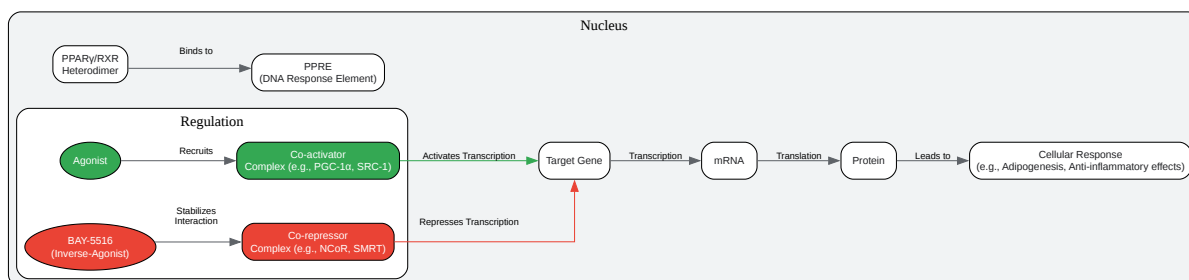 Nucleus
PPARγ/RXR
Heterodimer
Binds to
PPRE
(DNA Response Element)
Regulation
Agonist
Recruits
Co-activator
Complex (e.g., PGC-1α, SRC-1)
Activates Transcription
Target Gene
Transcription
mRNA
Translation
Protein
Leads to
Cellular Response
(e.g., Adipogenesis, Anti-inflammatory effects)
BAY-5516
(Inverse-Agonist)
Stabilizes
Interaction
Co-repressor
Complex (e.g., NCoR, SMRT)
Represses Transcription